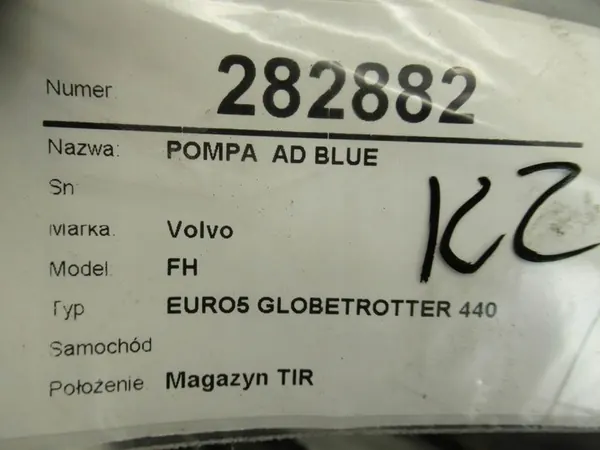 Numer 282882
Nazwa: POMPA AD BLUE
Sn
Marka: Volvo
Model: FH
Typ EURO5 GLOBETROTTER 440
Samochód
Położenie Magazyn TIR
K2